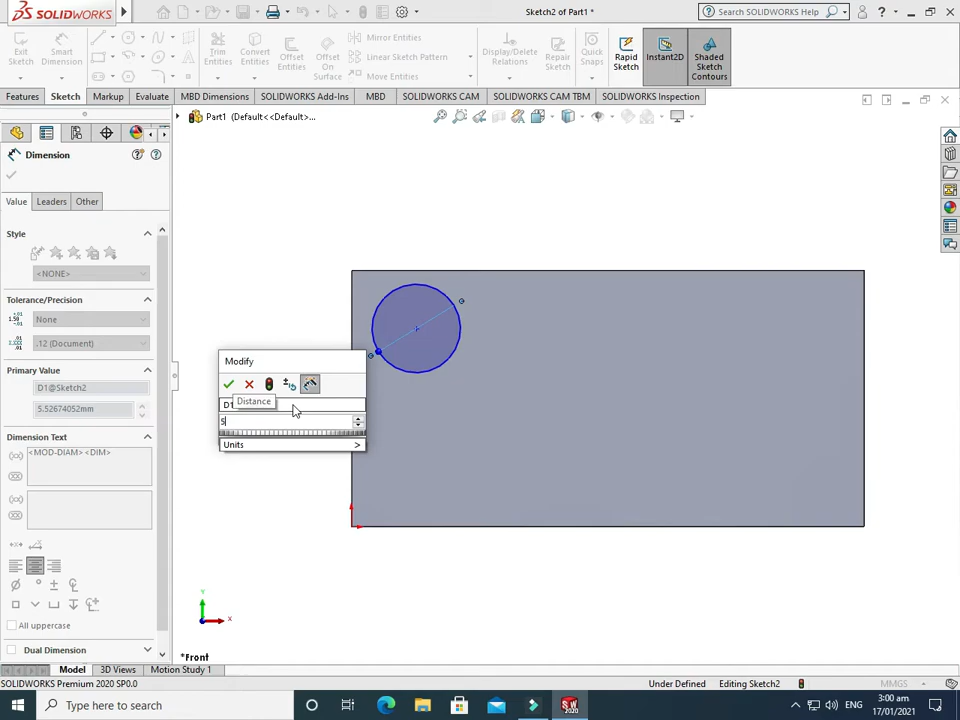 SOLIDWORKS
Sketch2 of Part1 *
Search SOLIDWORKS Help
Exit Sketch
Smart Dimension
Trim Entities
Convert Entities
Offset Entities
Offset On Surface
Mirror Entities
Linear Sketch Pattern
Move Entities
Display/Delete Relations
Quick Snaps
Rapid Sketch
Instant2D
Shaded Sketch Contours
Features
Sketch
Markup
Evaluate
MBD Dimensions
SOLIDWORKS Add-Ins
MBD
SOLIDWORKS CAM
SOLIDWORKS CAM TBM
SOLIDWORKS Inspection
Part1 (Default<<Default>...
Dimension
Value
Leaders
Other
Style
<NONE>
Tolerance/Precision
None
.12 (Document)
Primary Value
D1@Sketch2
5.52674052mm
Dimension Text
<MOD-DIAM> <DIM>
All uppercase
Dual Dimension
Modify
D1
Distance
5
Units
Y
X
*Front
Model
3D Views
Motion Study 1
SOLIDWORKS Premium 2020 SP0.0
Under Defined
Editing Sketch2
MMGS
Type here to search
3:00 am
17/01/2021